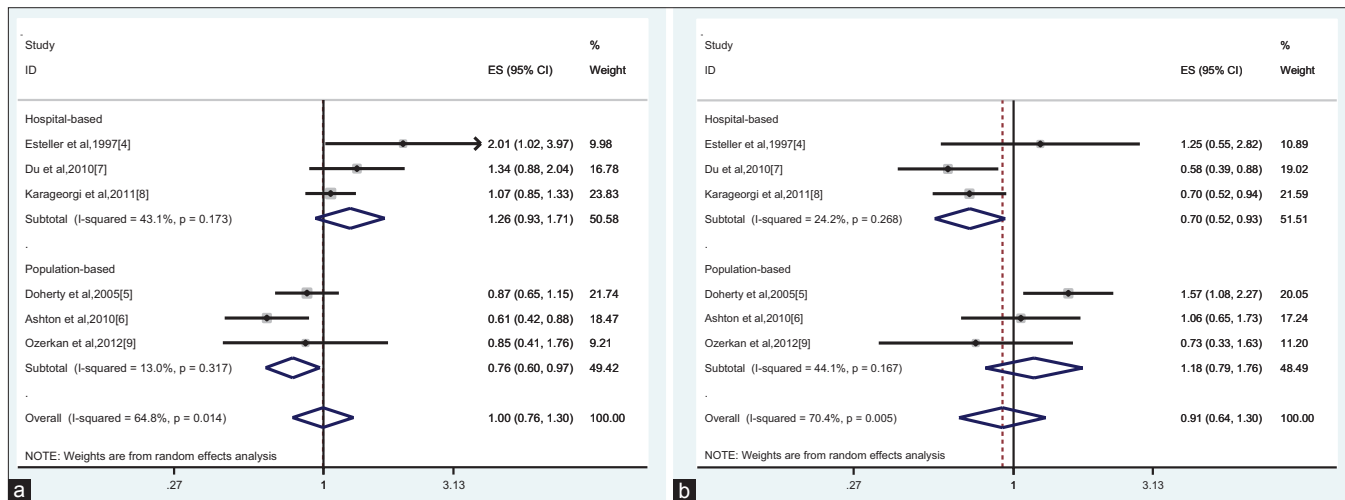 Study %
ID ES (95% CI) Weight
Hospital-based
Esteller et al,1997[4] 2.01 (1.02, 3.97) 9.98
Du et al,2010[7] 1.34 (0.88, 2.04) 16.78
Karageorgi et al,2011[8] 1.07 (0.85, 1.33) 23.83
Subtotal (I-squared = 43.1%, p = 0.173) 1.26 (0.93, 1.71) 50.58
.
Population-based
Doherty et al,2005[5] 0.87 (0.65, 1.15) 21.74
Ashton et al,2010[6] 0.61 (0.42, 0.88) 18.47
Ozerkan et al,2012[9] 0.85 (0.41, 1.76) 9.21
Subtotal (I-squared = 13.0%, p = 0.317) 0.76 (0.60, 0.97) 49.42
.
Overall (I-squared = 64.8%, p = 0.014) 1.00 (0.76, 1.30) 100.00
NOTE: Weights are from random effects analysis
.27 1 3.13
a
Study %
ID ES (95% CI) Weight
Hospital-based
Esteller et al,1997[4] 1.25 (0.55, 2.82) 10.89
Du et al,2010[7] 0.58 (0.39, 0.88) 19.02
Karageorgi et al,2011[8] 0.70 (0.52, 0.94) 21.59
Subtotal (I-squared = 24.2%, p = 0.268) 0.70 (0.52, 0.93) 51.51
.
Population-based
Doherty et al,2005[5] 1.57 (1.08, 2.27) 20.05
Ashton et al,2010[6] 1.06 (0.65, 1.73) 17.24
Ozerkan et al,2012[9] 0.73 (0.33, 1.63) 11.20
Subtotal (I-squared = 44.1%, p = 0.167) 1.18 (0.79, 1.76) 48.49
.
Overall (I-squared = 70.4%, p = 0.005) 0.91 (0.64, 1.30) 100.00
NOTE: Weights are from random effects analysis
.27 1 3.13
b